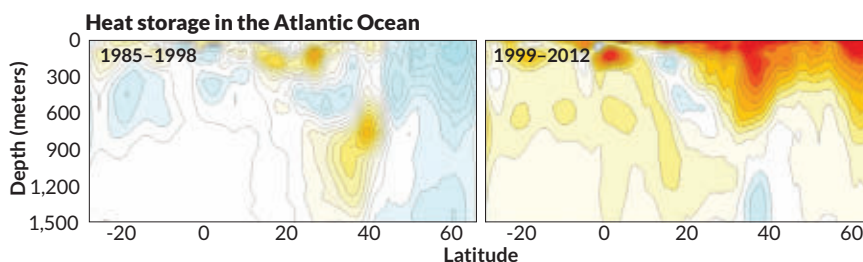 Heat storage in the Atlantic Ocean
1985–1998
1999–2012
Depth (meters)
0
300
600
900
1,200
1,500
-20 0 20 40 60
-20 0 20 40 60
Latitude